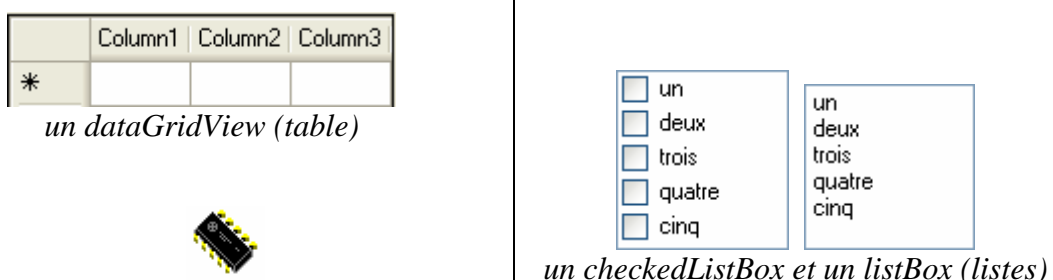 Column1 Column2 Column3
*
un dataGridView (table)
un
deux
trois
quatre
cinq
un
deux
trois
quatre
cinq
un checkedListBox et un listBox (listes)